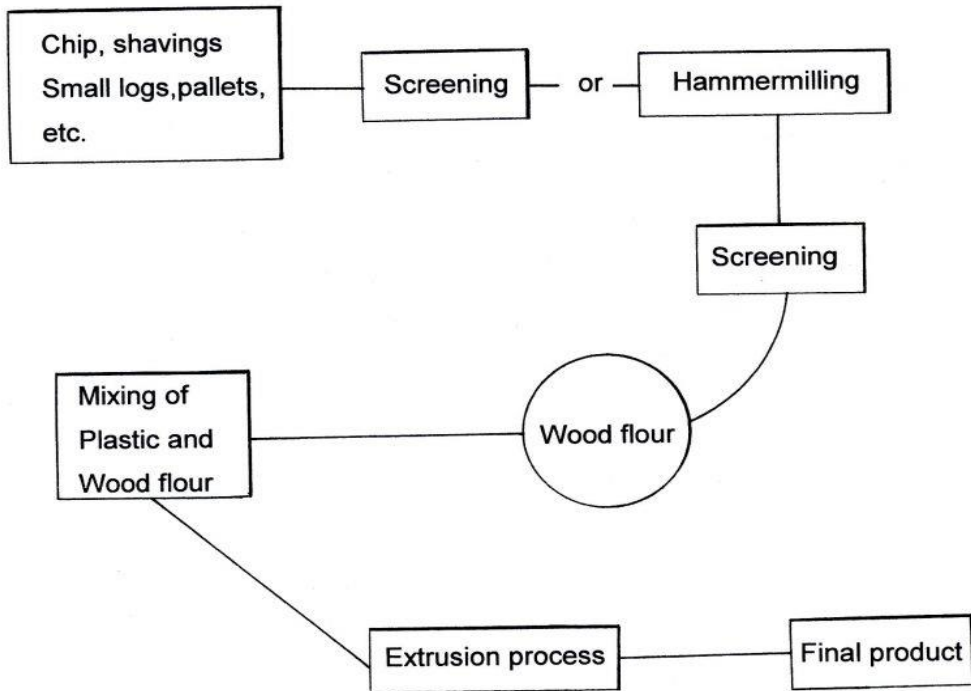 Chip, shavings
Small logs,pallets,
etc.
Screening
or
Hammermilling
Screening
Wood flour
Mixing of
Plastic and
Wood flour
Extrusion process
Final product